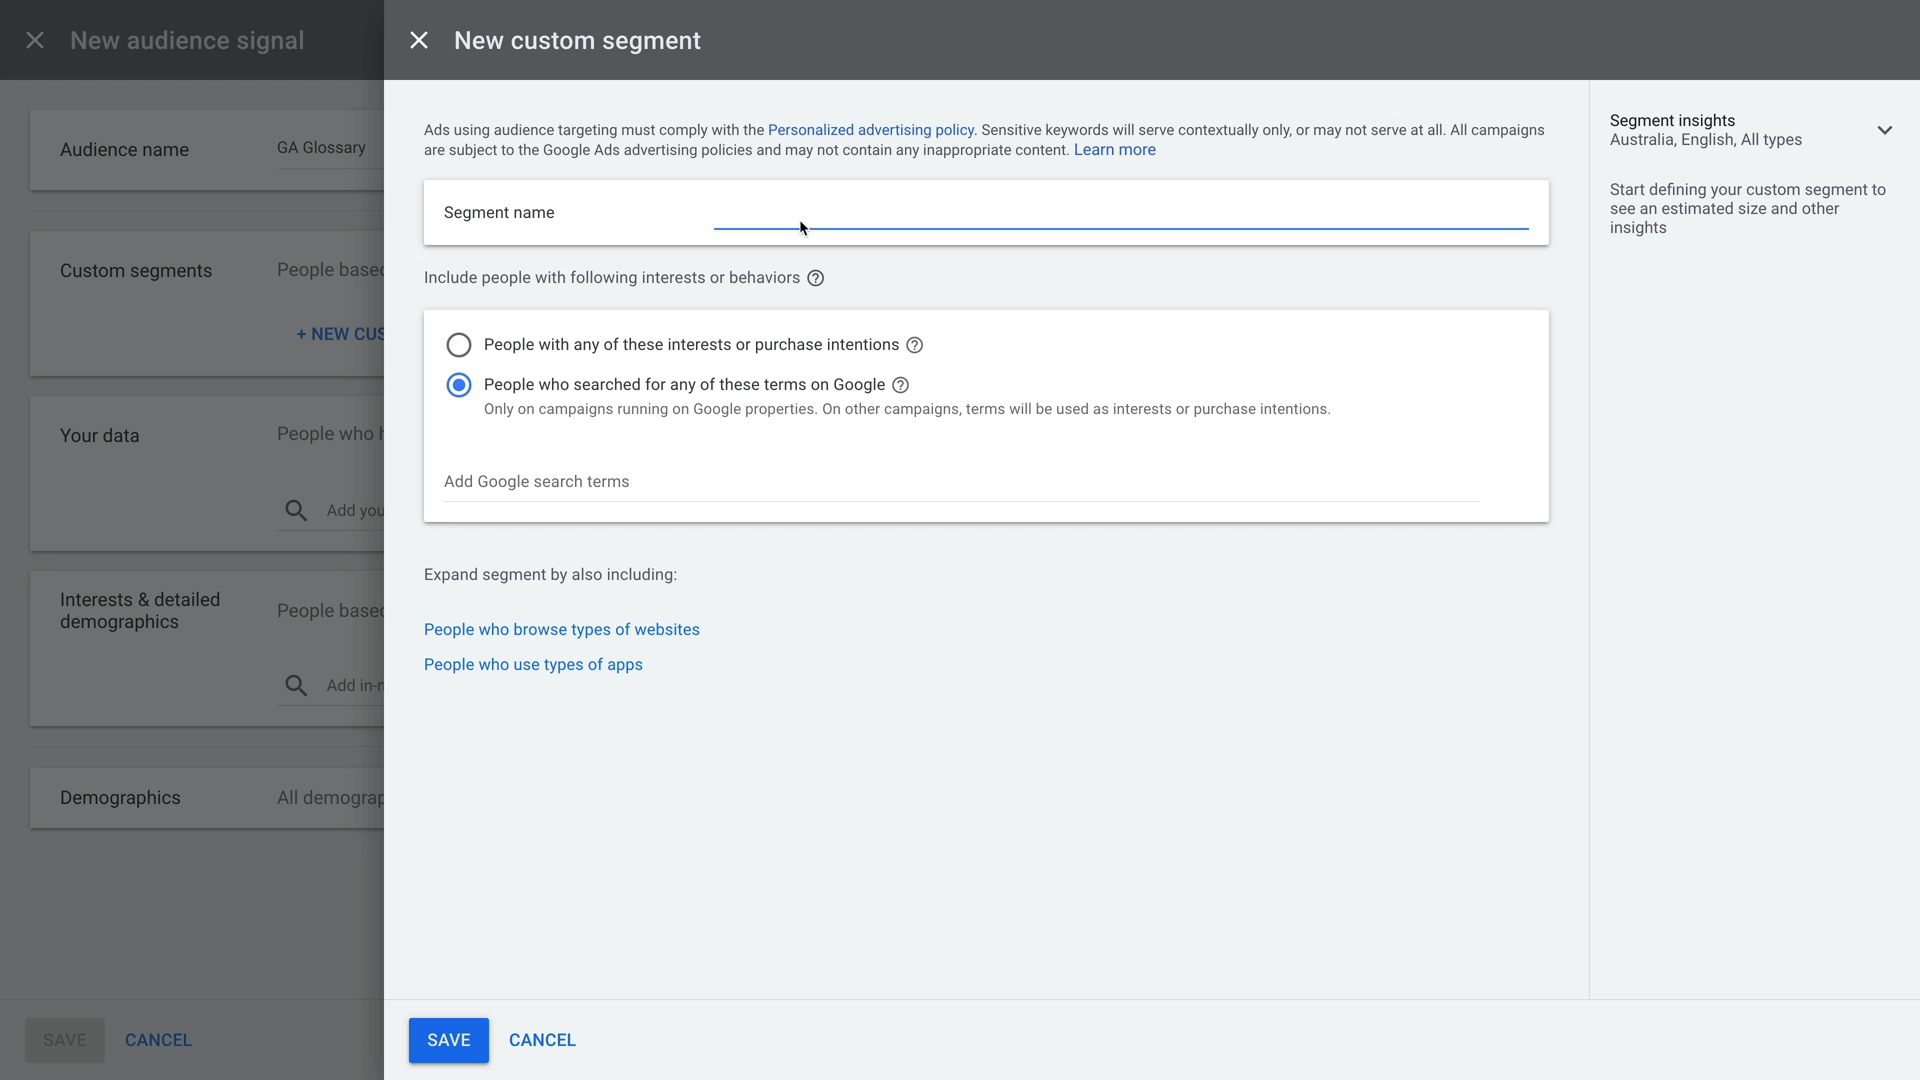 New audience signal
New custom segment
Audience name
GA Glossary
Custom segments
People base
+ NEW CUS
Your data
People who
Add you
Interests & detailed
demographics
People base
Add in-
Demographics
All demogra
SAVE
CANCEL
Ads using audience targeting must comply with the Personalized advertising policy. Sensitive keywords will serve contextually only, or may not serve at all. All campaigns
are subject to the Google Ads advertising policies and may not contain any inappropriate content. Learn more
Segment name
Include people with following interests or behaviors
People with any of these interests or purchase intentions
People who searched for any of these terms on Google
Only on campaigns running on Google properties. On other campaigns, terms will be used as interests or purchase intentions.
Add Google search terms
Expand segment by also including:
People who browse types of websites
People who use types of apps
SAVE
CANCEL
Segment insights
Australia, English, All types
Start defining your custom segment to
see an estimated size and other
insights